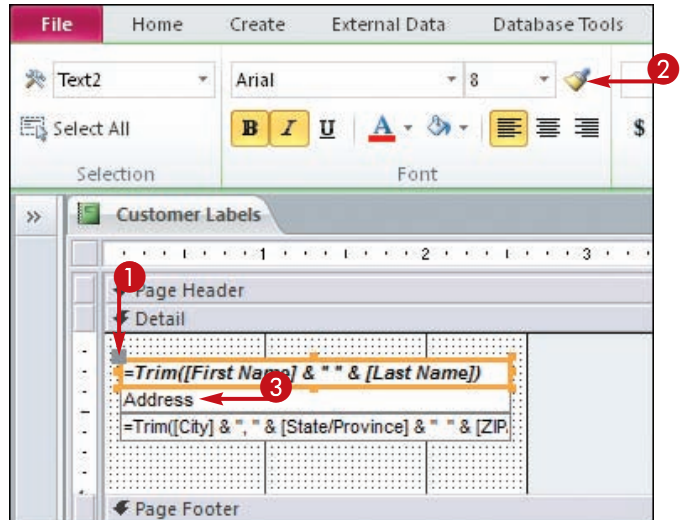 File Home Create External Data Database Tools
2
Text2 Arial 8
Select All B I U A $
Selection Font
» Customer Labels
1 2 3
1
Page Header
Detail
=Trim([First Name] & " " & [Last Name])
3
Address
=Trim([City] & ", " & [State/Province] & " " & [ZIP
Page Footer